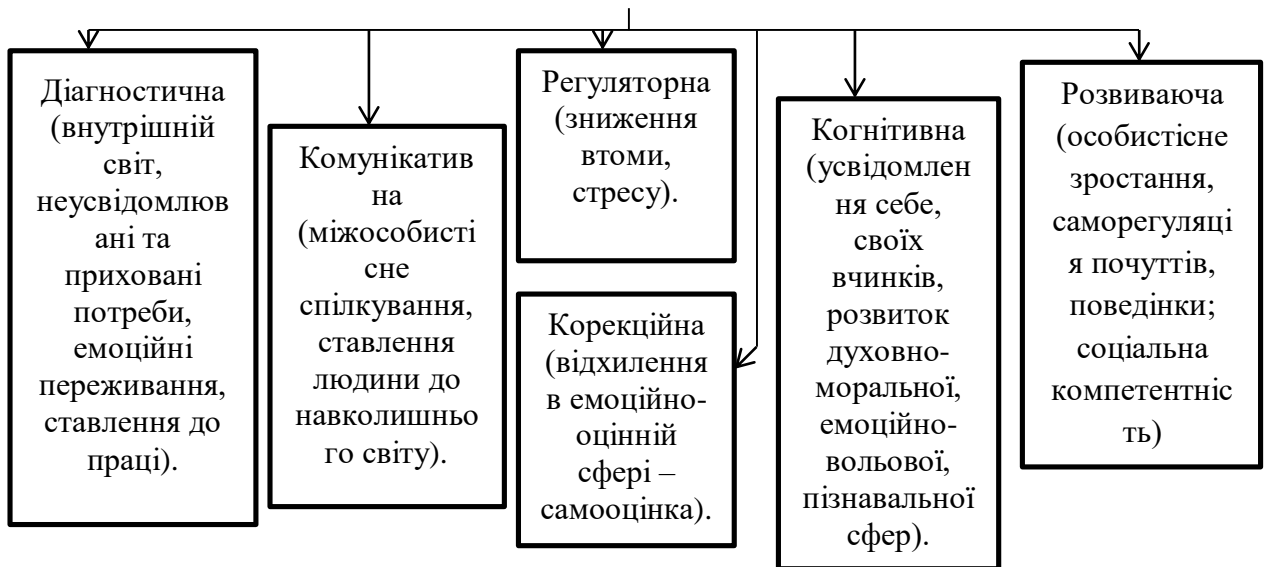 Діагностична
(внутрішній
світ,
неусвідомлюв
ані та
приховані
потреби,
емоційні
переживання,
ставлення до
праці).
Комунікатив
на
(міжособисті
сне
спілкування,
ставлення
людини до
навколишньо
го світу).
Регуляторна
(зниження
втоми,
стресу).
Корекційна
(відхилення
в емоційно-
оцінній
сфері –
самооцінка).
Когнітивна
(усвідомлен
ня себе,
своїх
вчинків,
розвиток
духовно-
моральної,
емоційно-
вольової,
пізнавальної
сфер).
Розвиваюча
(особистісне
зростання,
саморегуляці
я почуттів,
поведінки;
соціальна
компетентніс
ть)